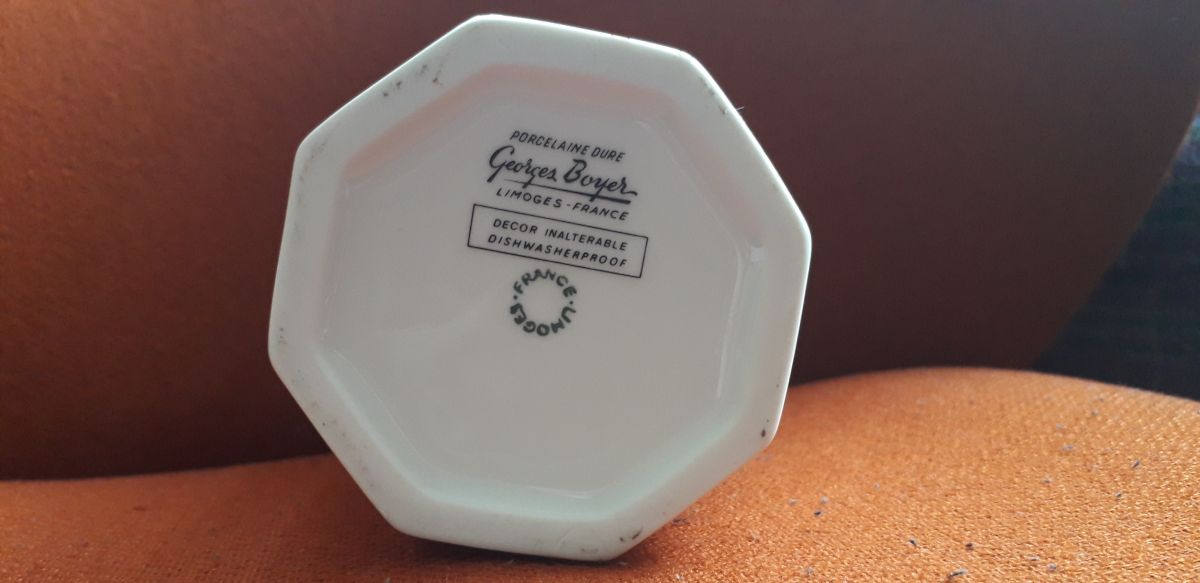 PORCELAINE DURE
Georges Boyer
LIMOGES-FRANCE
DECOR INALTERABLE
DISHWASHERPROOF
FRANCE·LIMOGES·